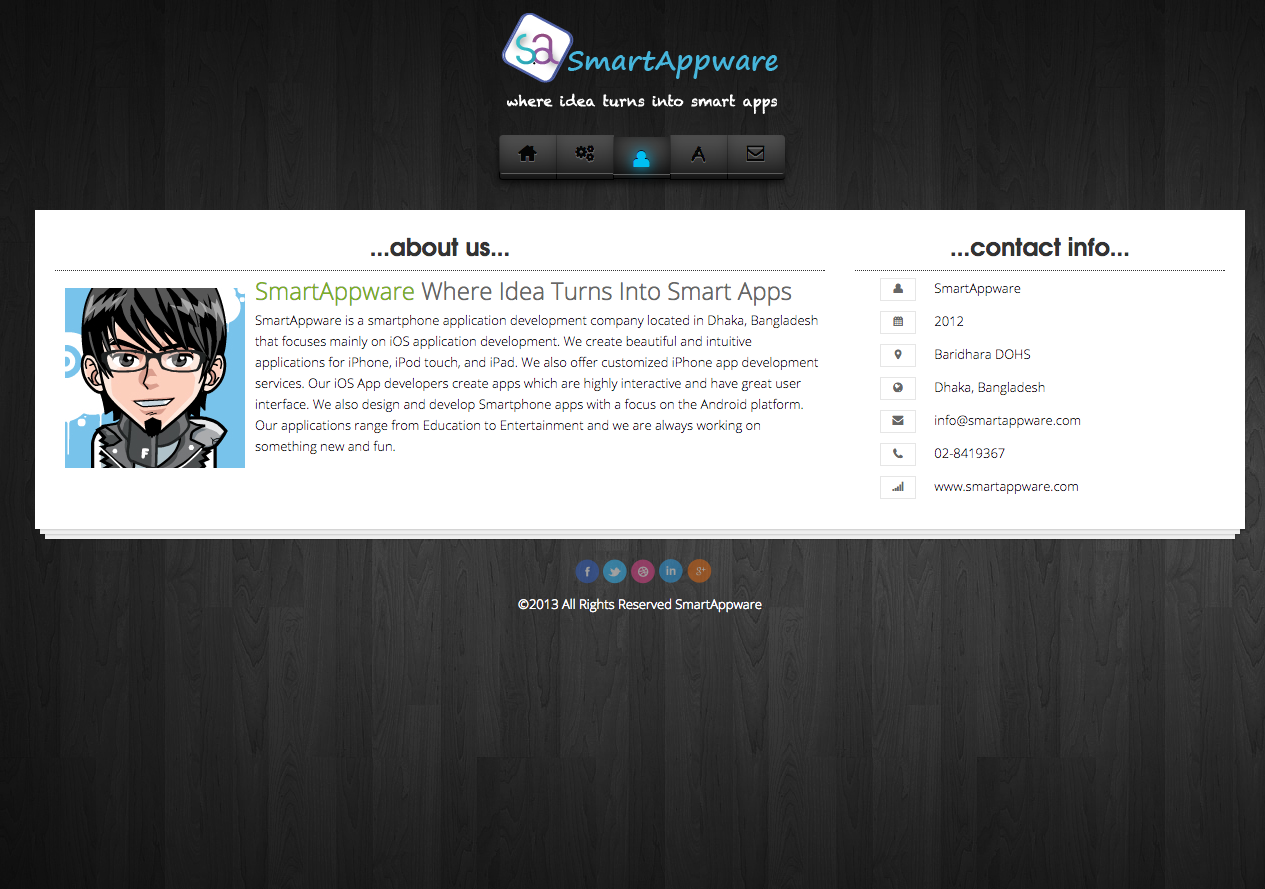 s.a
SmartAppware
where idea turns into smart apps
A
...about us...
SmartAppware Where Idea Turns Into Smart Apps
SmartAppware is a smartphone application development company located in Dhaka, Bangladesh
that focuses mainly on iOS application development. We create beautiful and intuitive
applications for iPhone, iPod touch, and iPad. We also offer customized iPhone app development
services. Our iOS App developers create apps which are highly interactive and have great user
interface. We also design and develop Smartphone apps with a focus on the Android platform.
Our applications range from Education to Entertainment and we are always working on
something new and fun.
F
...contact info...
SmartAppware
2012
Baridhara DOHS
Dhaka, Bangladesh
info@smartappware.com
02-8419367
www.smartappware.com
f in g+
©2013 All Rights Reserved SmartAppware